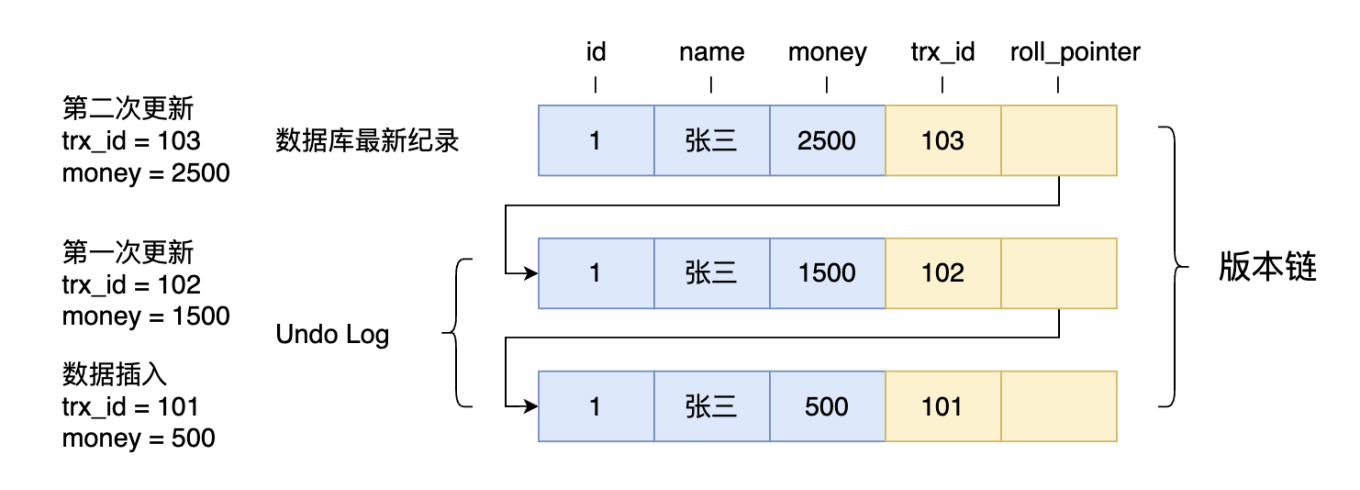 id name money trx_id roll_pointer
第二次更新
trx_id = 103
money = 2500
数据库最新纪录
1 张三 2500 103
第一次更新
trx_id = 102
money = 1500
1 张三 1500 102
Undo Log
版本链
数据插入
trx_id = 101
money = 500
1 张三 500 101